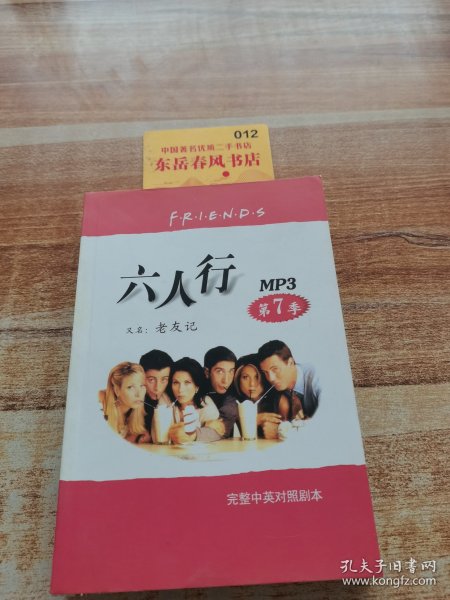 012
中国著名优质二手书店
东岳春风书店
F·R·I·E·N·D·S
六人行
MP3
第7季
又名：老友记
完整中英对照剧本
孔夫子旧书网
www.kongfz.com